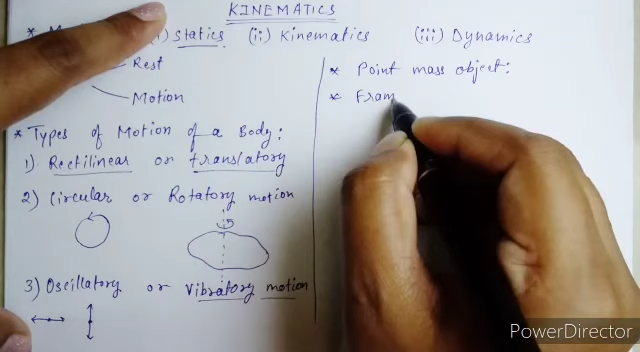 KINEMATICS
* (i) Statics (ii) Kinematics (iii) Dynamics
Rest
Motion
* Types of Motion of a Body:
1) Rectilinear or translatory
2) Circular or Rotatory motion
3) Oscillatory or Vibratory motion
* Point mass object:
* Fram
PowerDirector